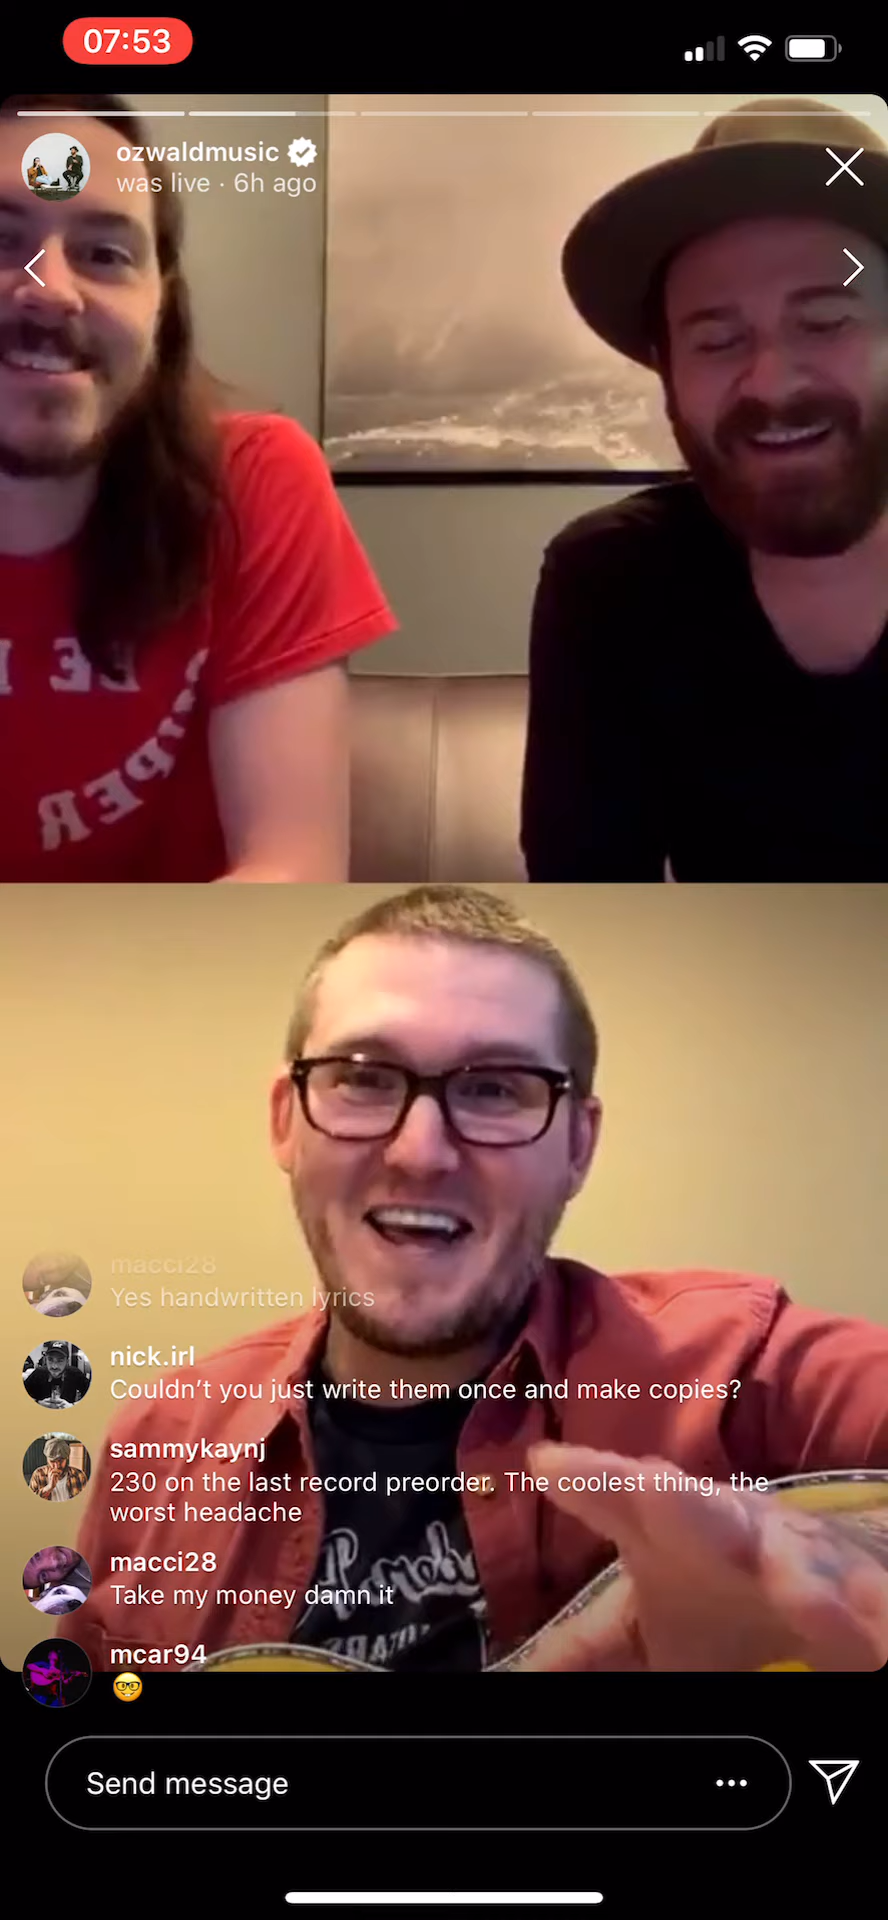 07:53
ozwaldmusic
was live · 6h ago
PER
macci28
Yes handwritten lyrics
nick.irl
Couldn't you just write them once and make copies?
sammykaynj
230 on the last record preorder. The coolest thing, the
worst headache
macci28
Take my money damn it
mcar94
🤓
Send message